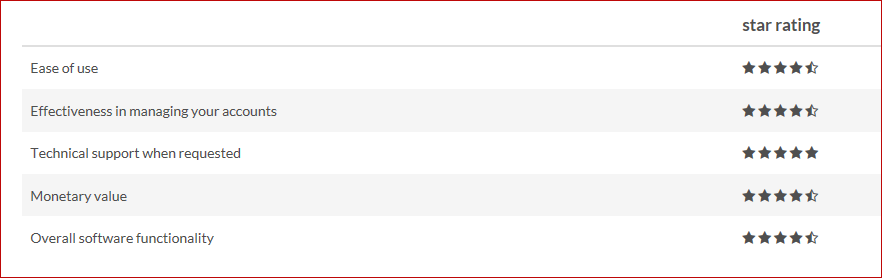 star rating
Ease of use
Effectiveness in managing your accounts
Technical support when requested
Monetary value
Overall software functionality